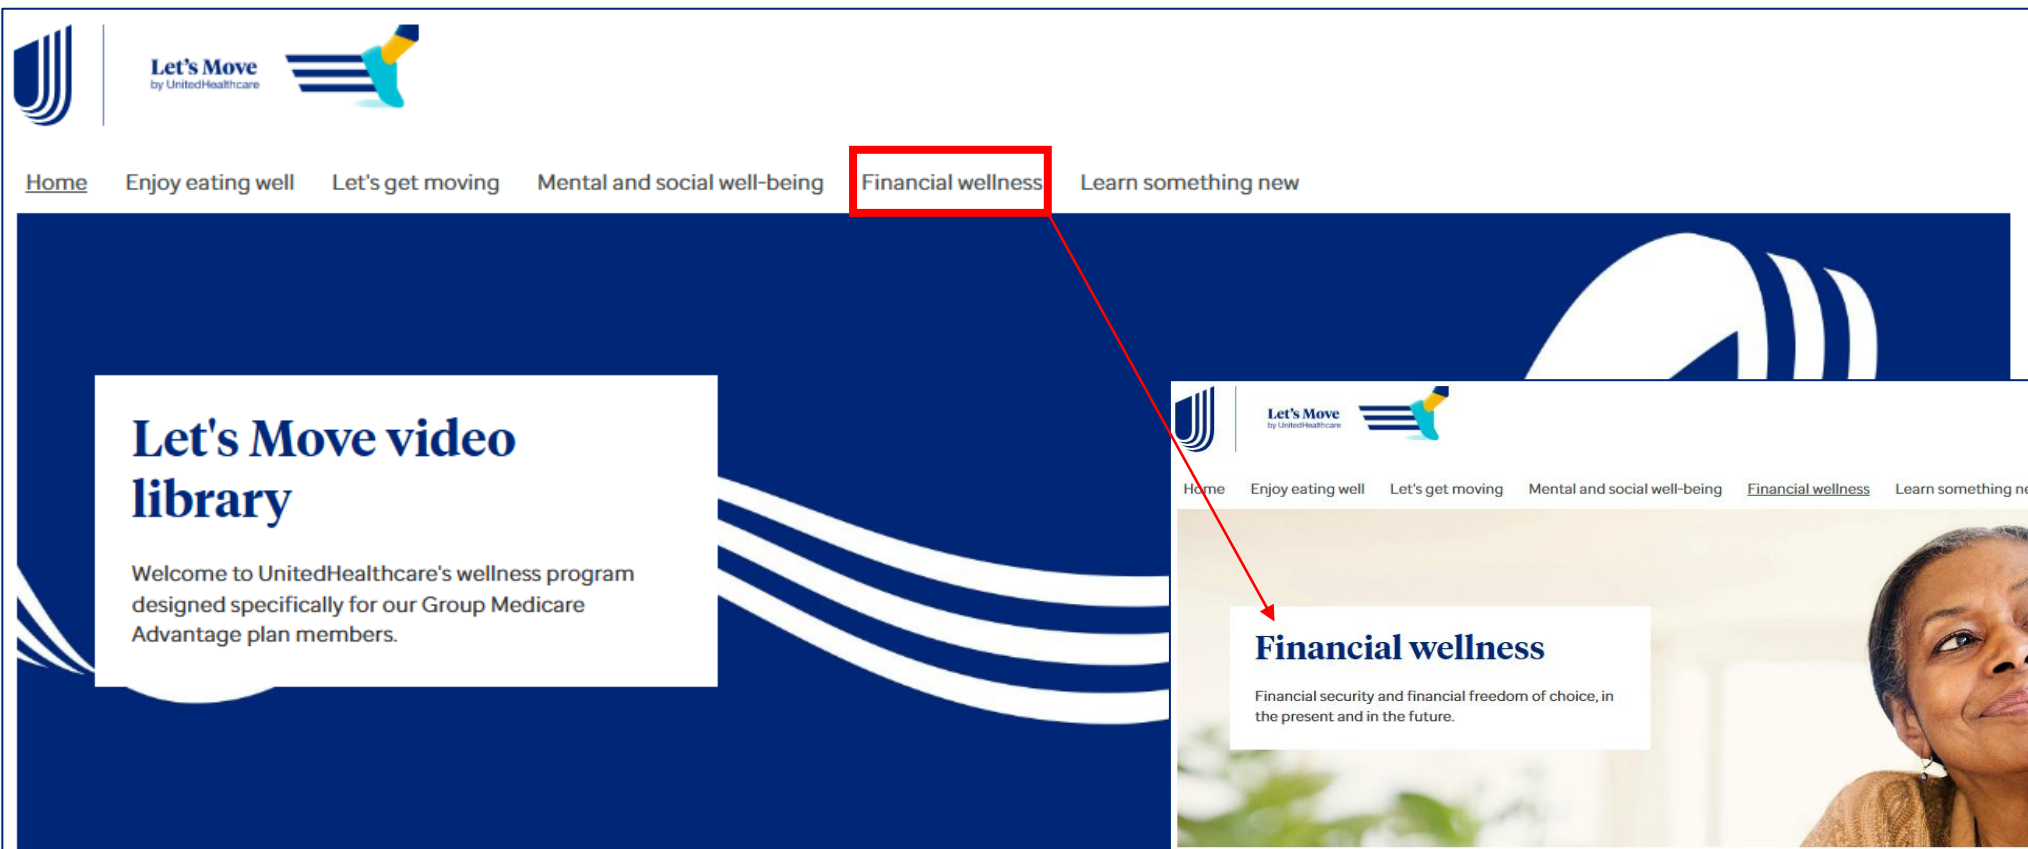 Let's Move
by UnitedHealthcare
Home Enjoy eating well Let's get moving Mental and social well-being Financial wellness Learn something new
Let's Move video
library
Welcome to UnitedHealthcare's wellness program
designed specifically for our Group Medicare
Advantage plan members.
Let's Move
by UnitedHealthcare
Home Enjoy eating well Let's get moving Mental and social well-being Financial wellness Learn something ne
Financial wellness
Financial security and financial freedom of choice, in
the present and in the future.